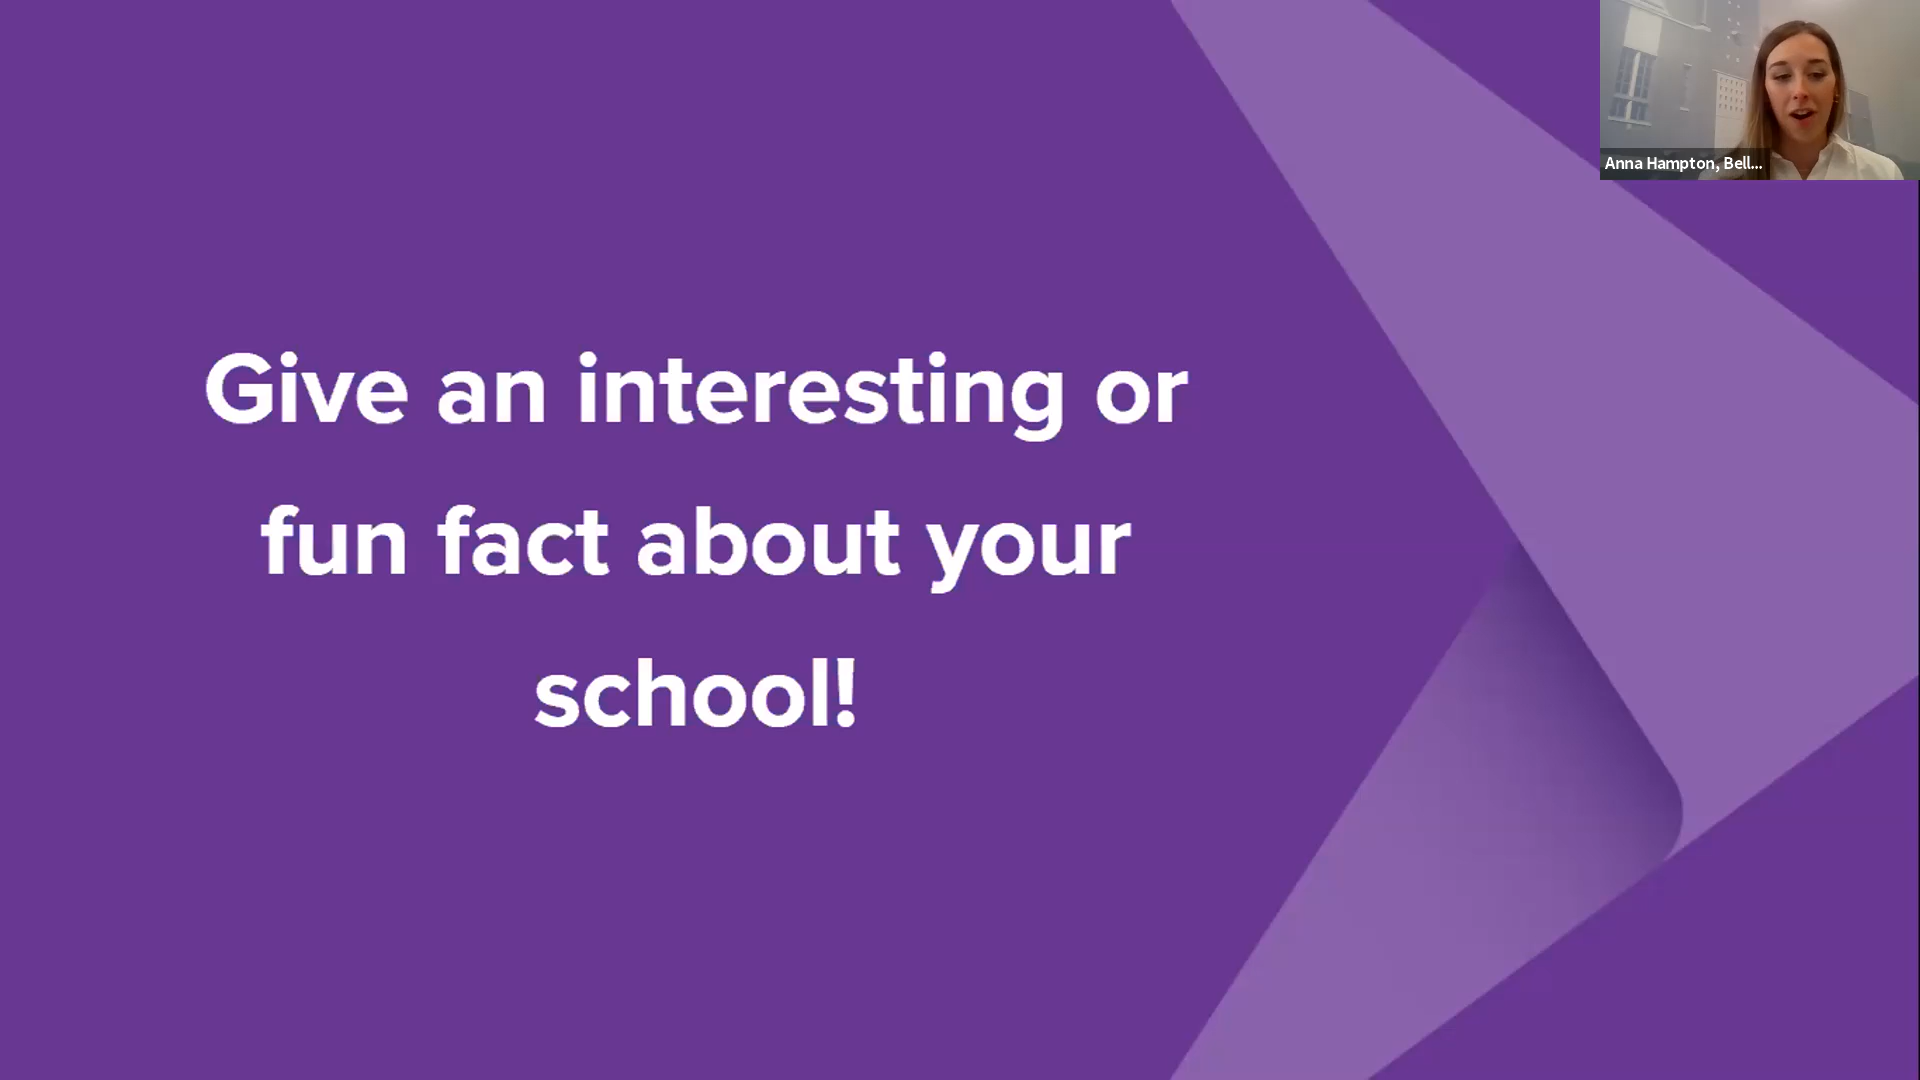 Give an interesting or
fun fact about your
school!
Anna Hampton, Bell...